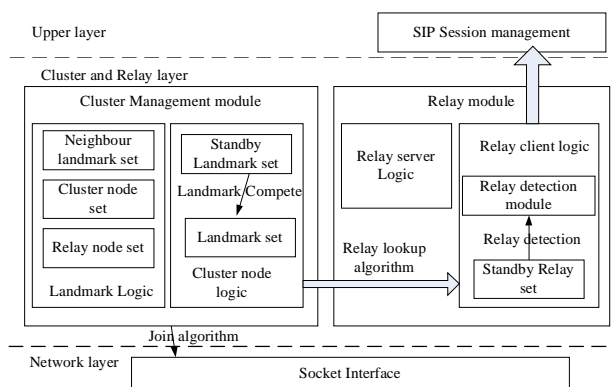 Upper layer
SIP Session management
Cluster and Relay layer
Cluster Management module
Neighbour
landmark set
Cluster node
set
Relay node set
Landmark Logic
Standby
Landmark set
Landmark Compete
Landmark set
Cluster node
logic
Relay module
Relay server
Logic
Relay client logic
Relay detection
module
Relay detection
Standby Relay
set
Relay lookup
algorithm
Join algorithm
Network layer
Socket Interface